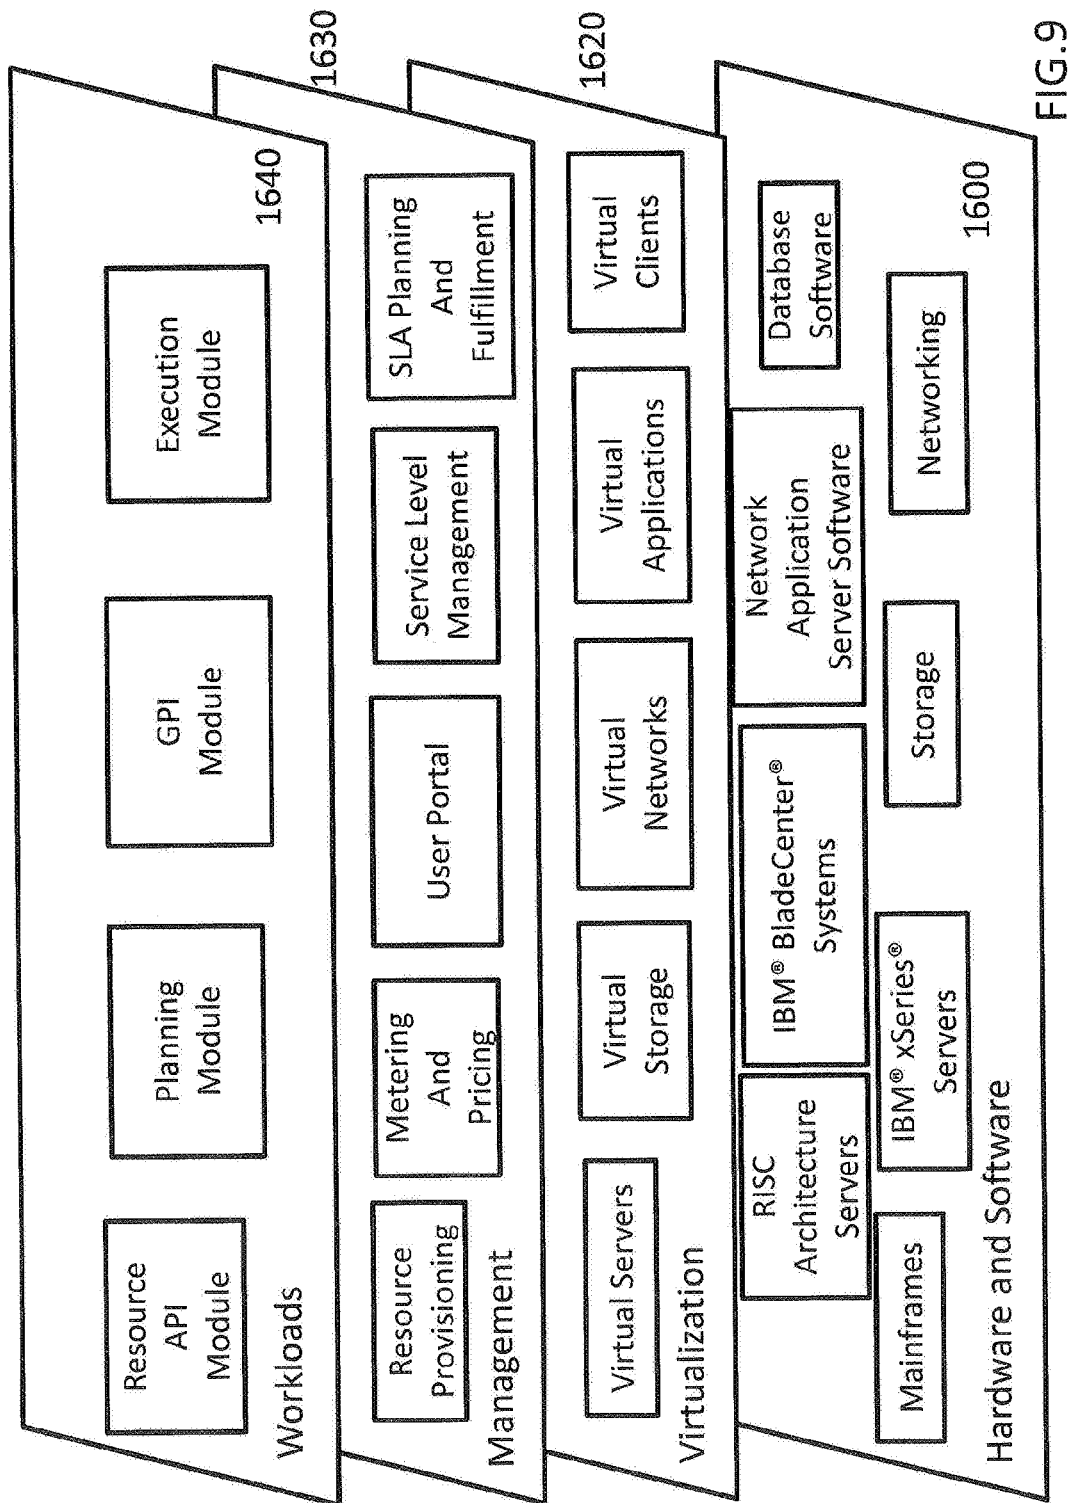 Resource
API
Module
Planning
Module
GPI
Module
Execution
Module
Workloads
1640
Resource
Provisioning
Metering
And
Pricing
User Portal
Service Level
Management
SLA Planning
And
Fulfillment
Management
1630
Virtual Servers
Virtual
Storage
Virtual
Networks
Virtual
Applications
Virtual
Clients
Virtualization
1620
RISC
Architecture
Servers
IBM® BladeCenter®
Systems
Network
Application
Server Software
Database
Software
Mainframes
IBM® xSeries®
Servers
Storage
Networking
Hardware and Software
1600
FIG.9